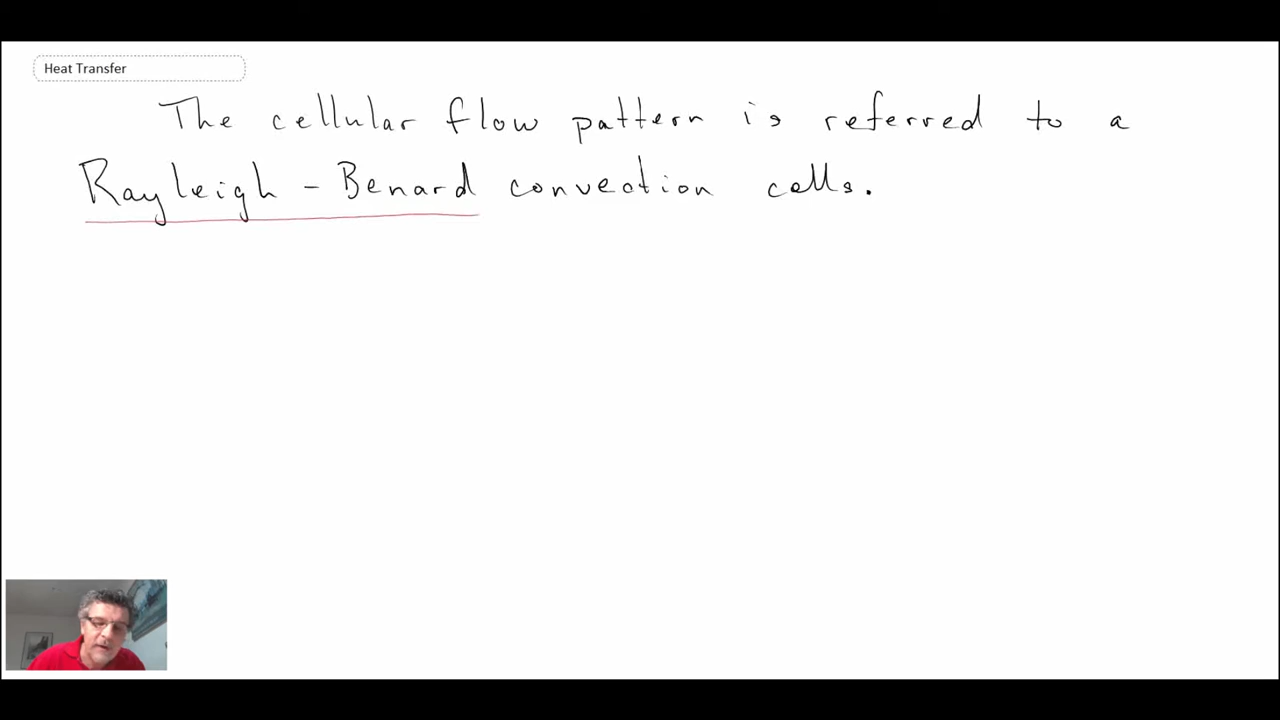 Heat Transfer
The cellular flow pattern is referred to a
Rayleigh - Benard convection cells.